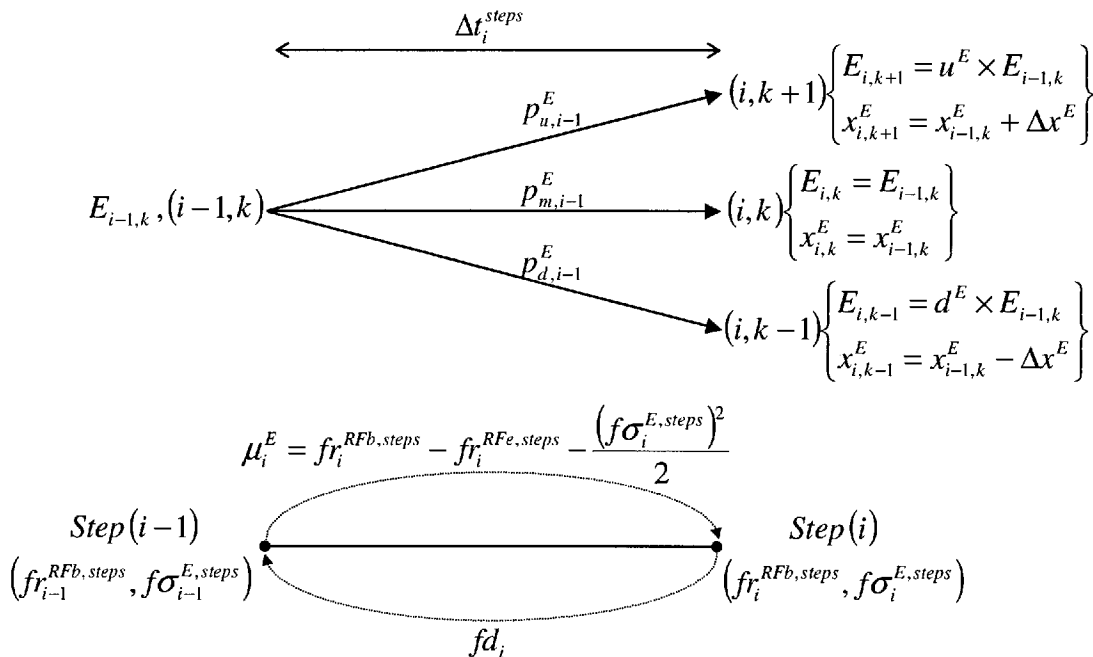 Δt_i^{steps}
(i,k+1) { E_{i,k+1} = u^E × E_{i-1,k}
x_{i,k+1}^E = x_{i-1,k}^E + Δx^E }
p_{u,i-1}^E
E_{i-1,k} , (i−1,k)
p_{m,i-1}^E
(i,k) { E_{i,k} = E_{i-1,k}
x_{i,k}^E = x_{i-1,k}^E }
p_{d,i-1}^E
(i,k−1) { E_{i,k-1} = d^E × E_{i-1,k}
x_{i,k-1}^E = x_{i-1,k}^E − Δx^E }
μ_i^E = fr_i^{RFb,steps} − fr_i^{RFe,steps} − (fσ_i^{E,steps})^2 / 2
Step(i−1)
(fr_{i-1}^{RFb,steps} , fσ_{i-1}^{E,steps})
Step(i)
(fr_i^{RFb,steps} , fσ_i^{E,steps})
fd_i